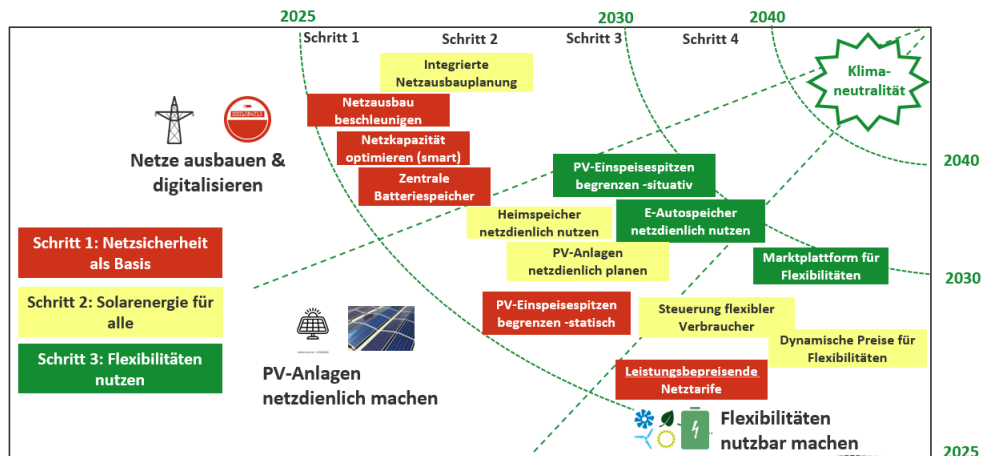 2025
2030
2040
Schritt 1
Schritt 2
Schritt 3
Schritt 4
Integrierte
Netzausbauplanung
Klima-
neutralität
Netzausbau
beschleunigen
Netzkapazität
optimieren (smart)
Netze ausbauen &
digitalisieren
Zentrale
Batteriespeicher
PV-Einspeisespitzen
begrenzen -situativ
2040
Heimspeicher
netzdienlich nutzen
E-Autospeicher
netzdienlich nutzen
Schritt 1: Netzsicherheit
als Basis
PV-Anlagen
netzdienlich planen
Marktplattform für
Flexibilitäten
2030
Schritt 2: Solarenergie für
alle
PV-Einspeisespitzen
begrenzen -statisch
Steuerung flexibler
Verbraucher
Dynamische Preise für
Flexibilitäten
Schritt 3: Flexibilitäten
nutzen
PV-Anlagen
netzdienlich machen
Leistungsbepreisende
Netztarife
Flexibilitäten
nutzbar machen
2025